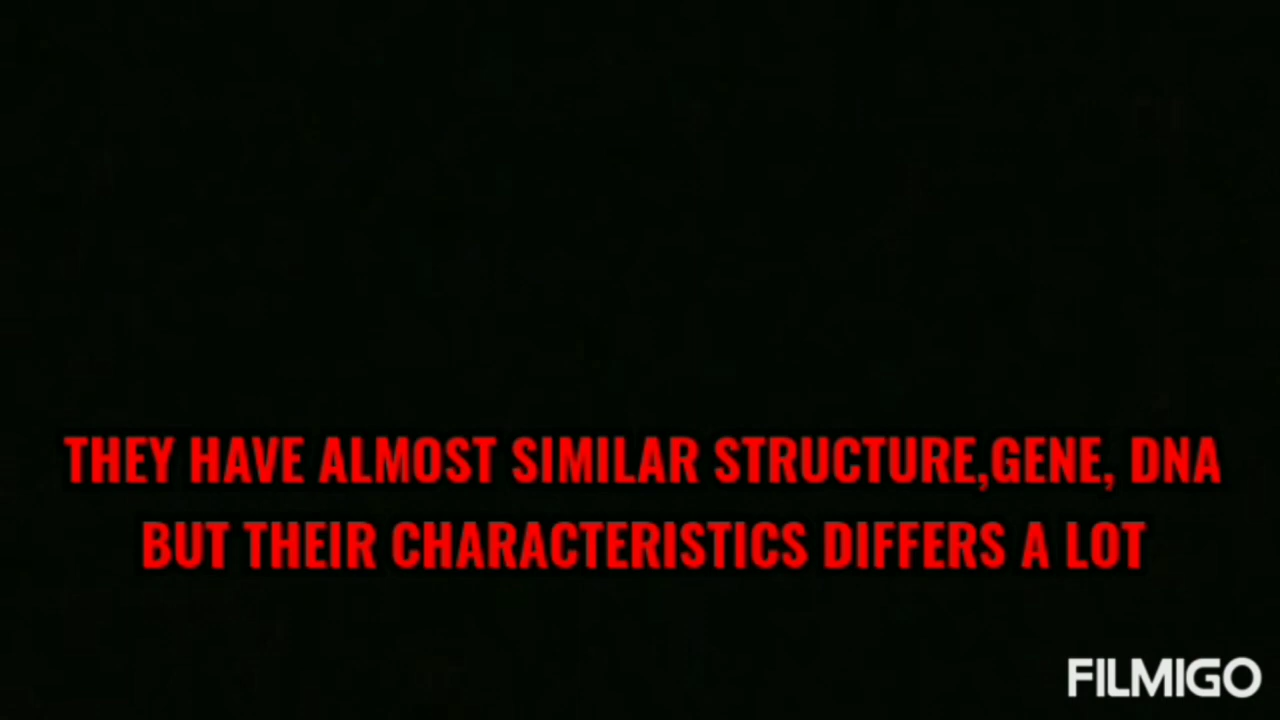 THEY HAVE ALMOST SIMILAR STRUCTURE,GENE, DNA
BUT THEIR CHARACTERISTICS DIFFERS A LOT
FILMIGO